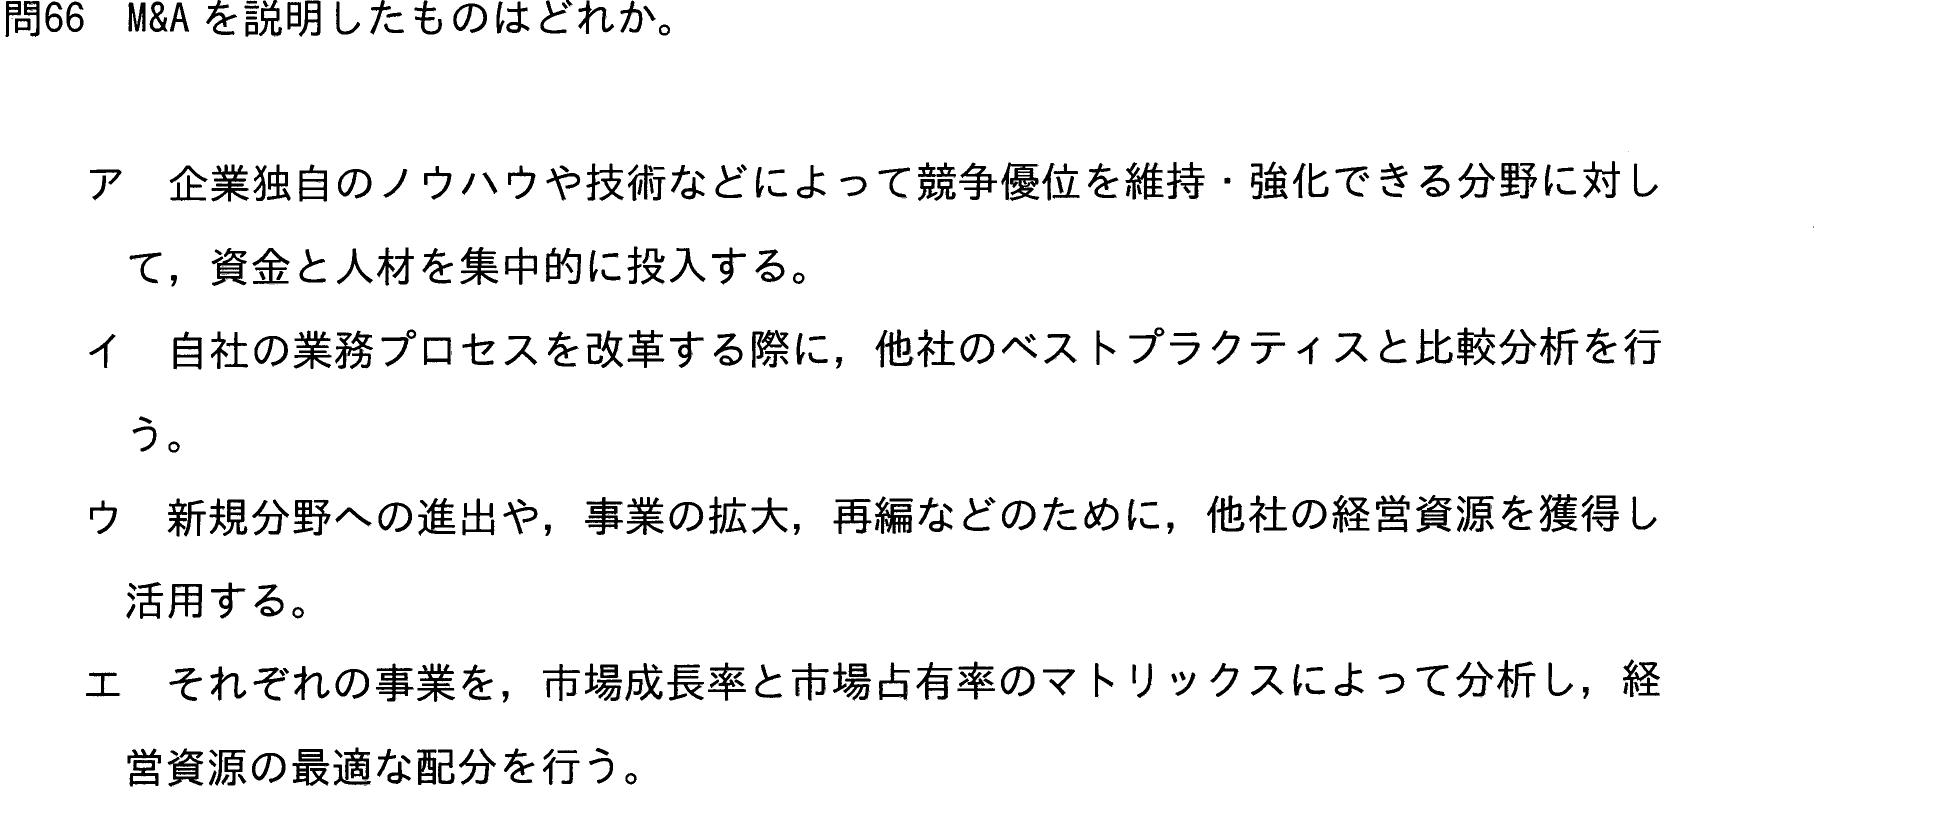 問66 M&A を説明したものはどれか。
ア 企業独自のノウハウや技術などによって競争優位を維持・強化できる分野に対し
て，資金と人材を集中的に投入する。
イ 自社の業務プロセスを改革する際に，他社のベストプラクティスと比較分析を行
う。
ウ 新規分野への進出や，事業の拡大，再編などのために，他社の経営資源を獲得し
活用する。
エ それぞれの事業を，市場成長率と市場占有率のマトリックスによって分析し，経
営資源の最適な配分を行う。